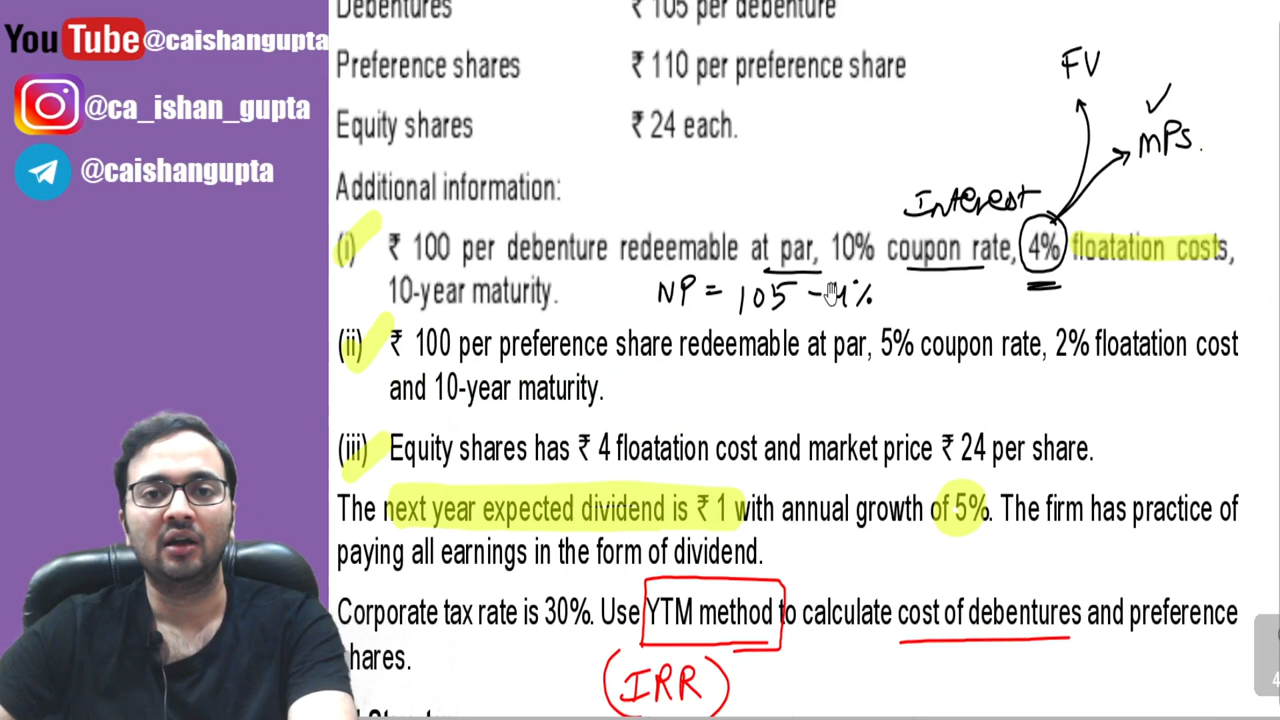 Debentures ₹ 105 per debenture
YouTube @caishangupta
Preference shares ₹ 110 per preference share
FV
@ca_ishan_gupta
Equity shares ₹ 24 each.
MPS.
@caishangupta
Additional information:
Interest
(i) ₹ 100 per debenture redeemable at par, 10% coupon rate, 4% floatation costs,
10-year maturity.
NP = 105 - 4%
(ii) ₹ 100 per preference share redeemable at par, 5% coupon rate, 2% floatation cost
and 10-year maturity.
(iii) Equity shares has ₹ 4 floatation cost and market price ₹ 24 per share.
The next year expected dividend is ₹ 1 with annual growth of 5%. The firm has practice of
paying all earnings in the form of dividend.
Corporate tax rate is 30%. Use YTM method to calculate cost of debentures and preference
shares.
(IRR)